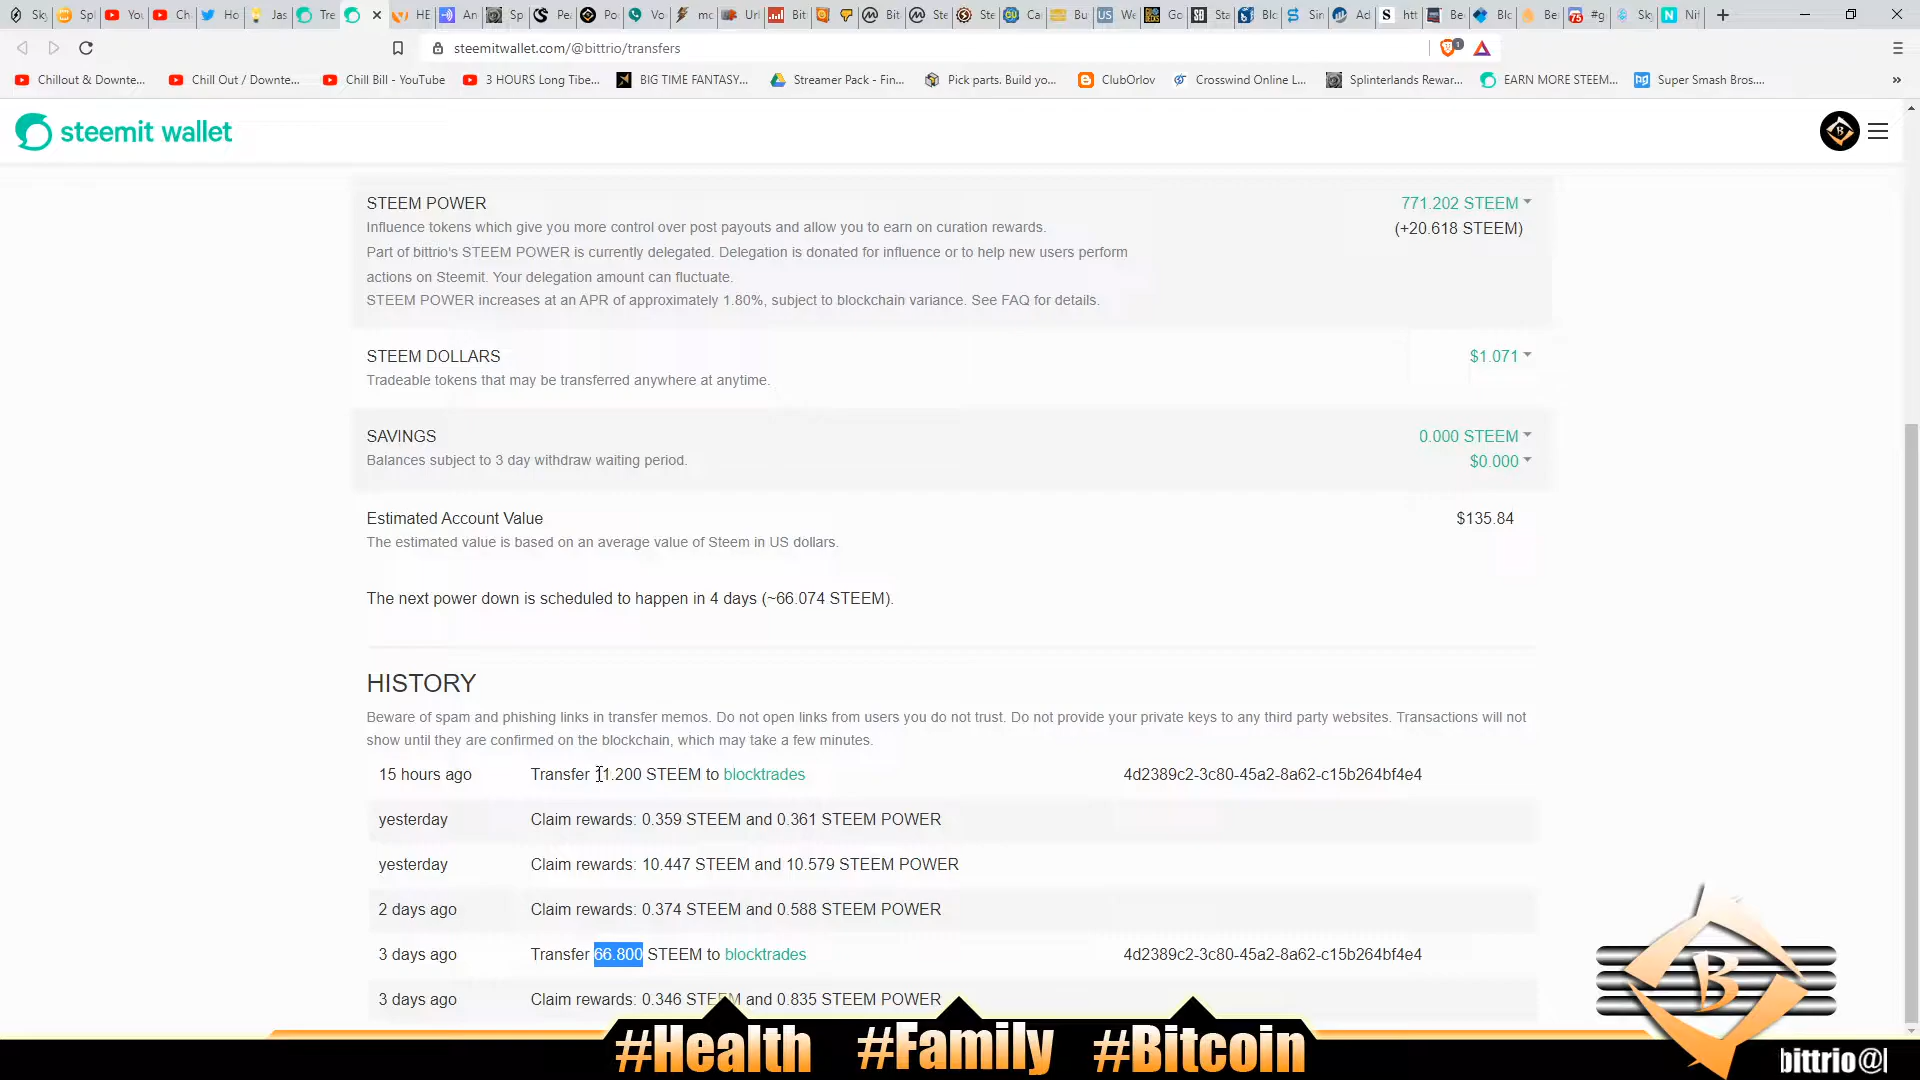 steemitwallet.com/@bittrio/transfers
Chillout & Downte...
Chill Out / Downte...
Chill Bill - YouTube
3 HOURS Long Tibe...
BIG TIME FANTASY...
Streamer Pack - Fin...
Pick parts. Build yo...
ClubOrlov
Crosswind Online L...
Splinterlands Rewar...
EARN MORE STEEM...
Super Smash Bros....
steemit wallet
STEEM POWER
771.202 STEEM
Influence tokens which give you more control over post payouts and allow you to earn on curation rewards.
(+20.618 STEEM)
Part of bittrio's STEEM POWER is currently delegated. Delegation is donated for influence or to help new users perform
actions on Steemit. Your delegation amount can fluctuate.
STEEM POWER increases at an APR of approximately 1.80%, subject to blockchain variance. See FAQ for details.
STEEM DOLLARS
$1.071
Tradeable tokens that may be transferred anywhere at anytime.
SAVINGS
0.000 STEEM
Balances subject to 3 day withdraw waiting period.
$0.000
Estimated Account Value
$135.84
The estimated value is based on an average value of Steem in US dollars.
The next power down is scheduled to happen in 4 days (~66.074 STEEM).
HISTORY
Beware of spam and phishing links in transfer memos. Do not open links from users you do not trust. Do not provide your private keys to any third party websites. Transactions will not
show until they are confirmed on the blockchain, which may take a few minutes.
15 hours ago Transfer 11.200 STEEM to blocktrades 4d2389c2-3c80-45a2-8a62-c15b264bf4e4
yesterday Claim rewards: 0.359 STEEM and 0.361 STEEM POWER
yesterday Claim rewards: 10.447 STEEM and 10.579 STEEM POWER
2 days ago Claim rewards: 0.374 STEEM and 0.588 STEEM POWER
3 days ago Transfer 66.800 STEEM to blocktrades 4d2389c2-3c80-45a2-8a62-c15b264bf4e4
3 days ago Claim rewards: 0.346 STEEM and 0.835 STEEM POWER
B
#Health #Family #Bitcoin
bittrio@l